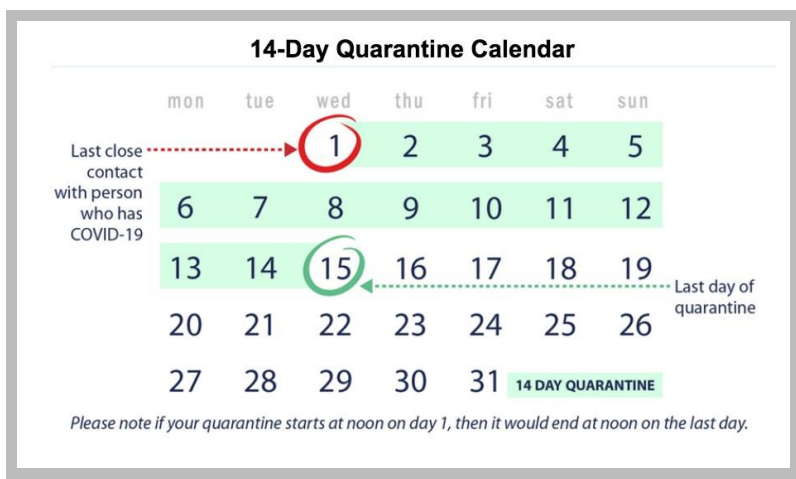 14-Day Quarantine Calendar
mon tue wed thu fri sat sun
Last close
contact
with person
who has
COVID-19
1 2 3 4 5
6 7 8 9 10 11 12
13 14 15 16 17 18 19
Last day of
quarantine
20 21 22 23 24 25 26
27 28 29 30 31 14 DAY QUARANTINE
Please note if your quarantine starts at noon on day 1, then it would end at noon on the last day.